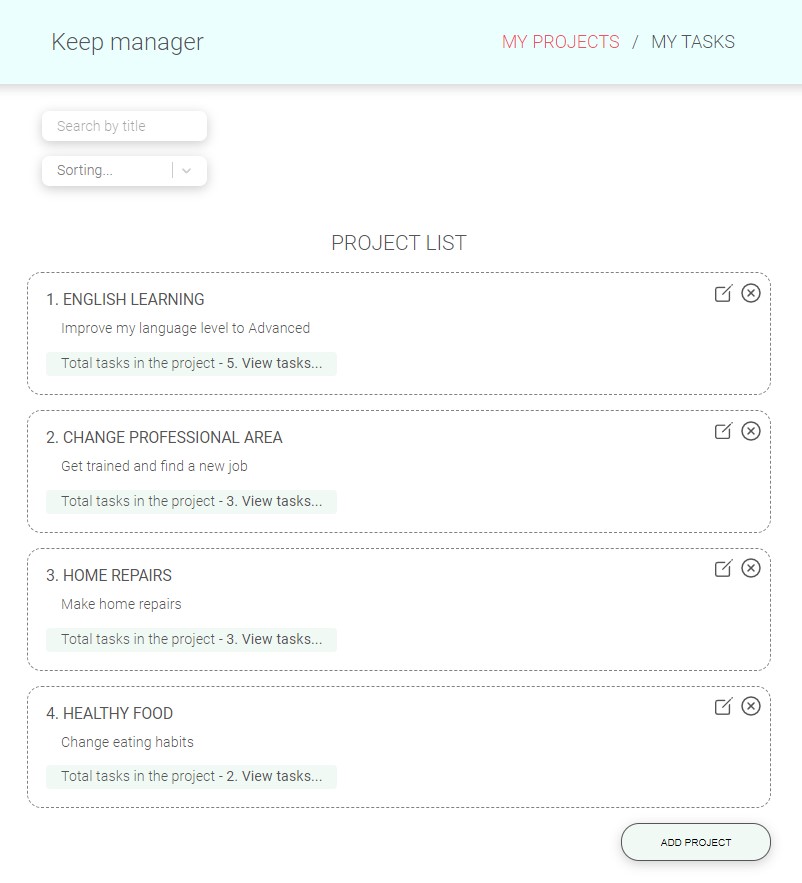 Keep manager
MY PROJECTS / MY TASKS
Search by title
Sorting...
PROJECT LIST
1. ENGLISH LEARNING
Improve my language level to Advanced
Total tasks in the project - 5. View tasks...
2. CHANGE PROFESSIONAL AREA
Get trained and find a new job
Total tasks in the project - 3. View tasks...
3. HOME REPAIRS
Make home repairs
Total tasks in the project - 3. View tasks...
4. HEALTHY FOOD
Change eating habits
Total tasks in the project - 2. View tasks...
ADD PROJECT